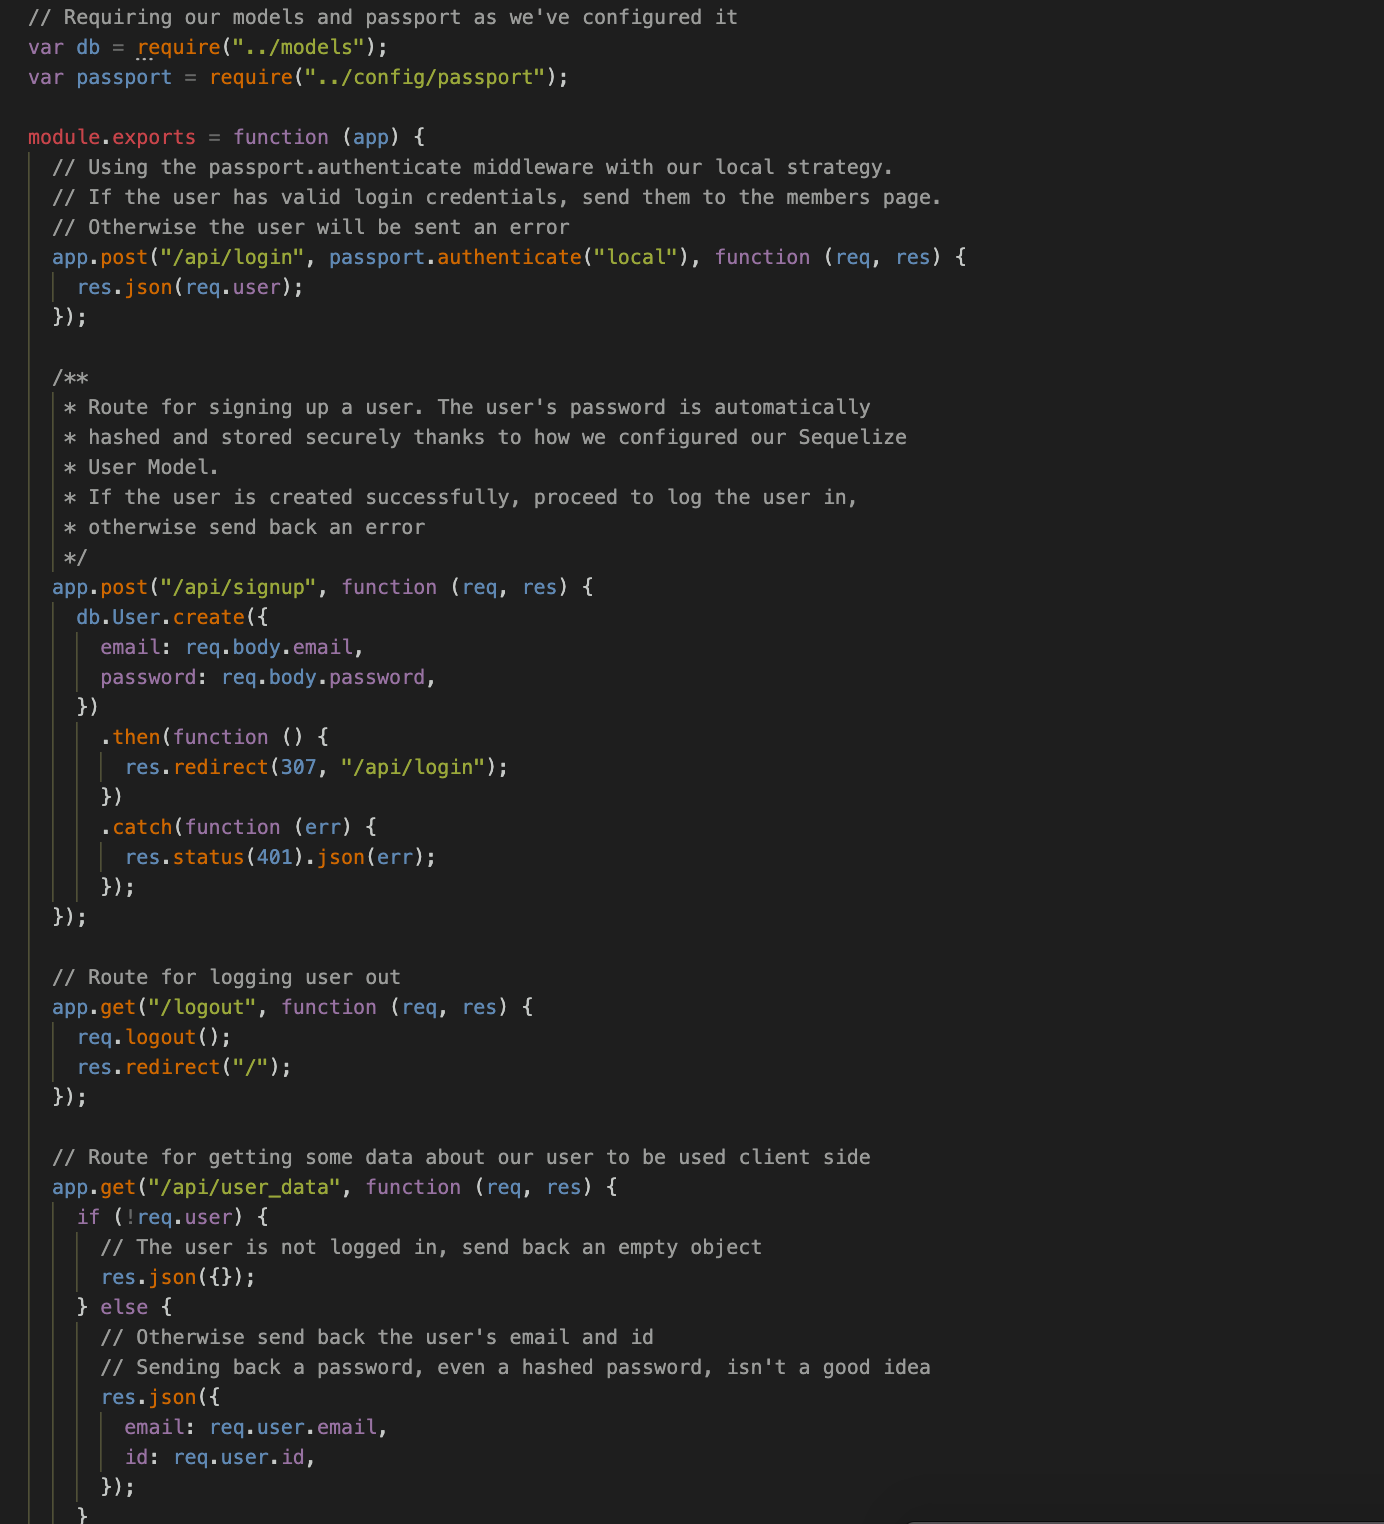 // Requiring our models and passport as we've configured it
var db = require("../models");
var passport = require("../config/passport");

module.exports = function (app) {
  // Using the passport.authenticate middleware with our local strategy.
  // If the user has valid login credentials, send them to the members page.
  // Otherwise the user will be sent an error
  app.post("/api/login", passport.authenticate("local"), function (req, res) {
    res.json(req.user);
  });

  /**
   * Route for signing up a user. The user's password is automatically
   * hashed and stored securely thanks to how we configured our Sequelize
   * User Model.
   * If the user is created successfully, proceed to log the user in,
   * otherwise send back an error
   */
  app.post("/api/signup", function (req, res) {
    db.User.create({
      email: req.body.email,
      password: req.body.password,
    })
      .then(function () {
        res.redirect(307, "/api/login");
      })
      .catch(function (err) {
        res.status(401).json(err);
      });
  });

  // Route for logging user out
  app.get("/logout", function (req, res) {
    req.logout();
    res.redirect("/");
  });

  // Route for getting some data about our user to be used client side
  app.get("/api/user_data", function (req, res) {
    if (!req.user) {
      // The user is not logged in, send back an empty object
      res.json({});
    } else {
      // Otherwise send back the user's email and id
      // Sending back a password, even a hashed password, isn't a good idea
      res.json({
        email: req.user.email,
        id: req.user.id,
      });
    }